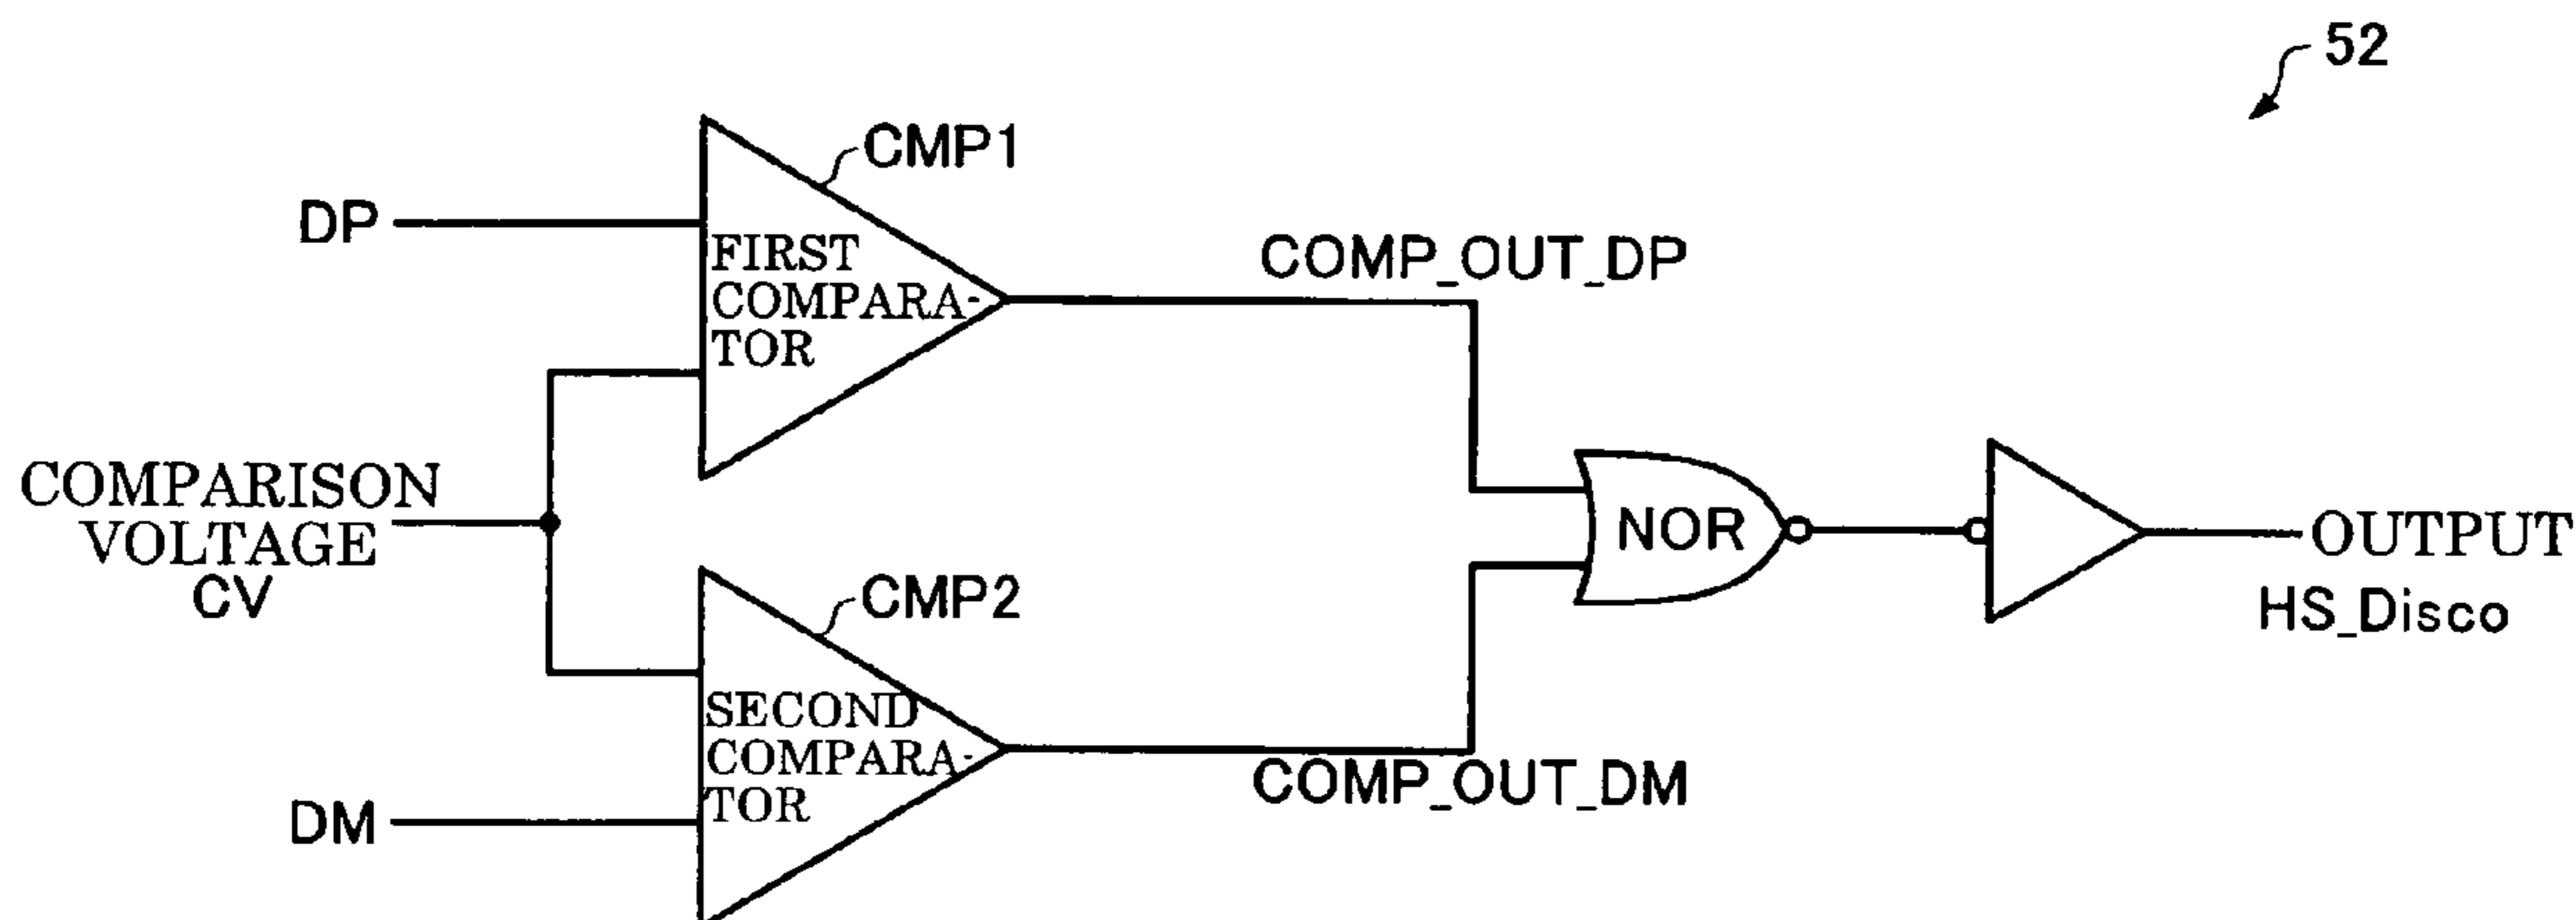 52
CMP1
DP
FIRST
COMPARA-
TOR
COMP_OUT_DP
COMPARISON
VOLTAGE
CV
NOR
OUTPUT
HS_Disco
CMP2
SECOND
COMPARA-
TOR
COMP_OUT_DM
DM